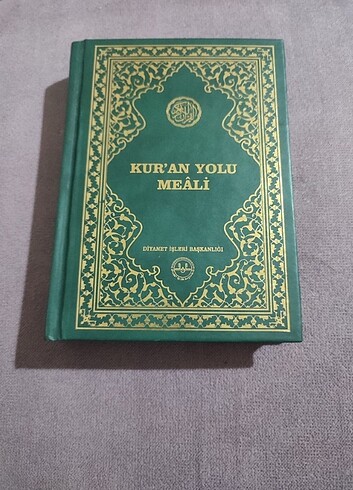 KUR'AN YOLU
MEÂLİ
DİYANET İŞLERİ BAŞKANLIĞI